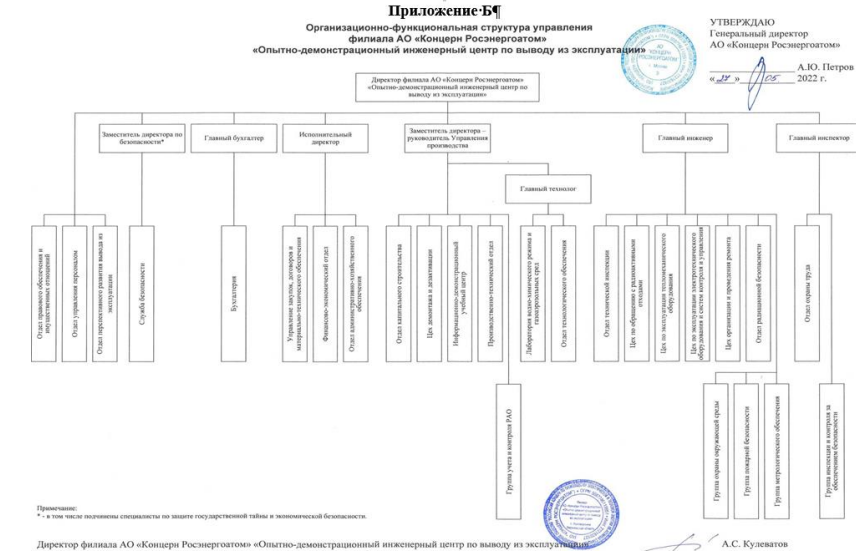 Приложение·Б¶
Организационно-функциональная структура управления
филиала АО «Концерн Росэнергоатом»
«Опытно-демонстрационный инженерный центр по выводу из эксплуатации»
УТВЕРЖДАЮ
Генеральный директор
АО «Концерн Росэнергоатом»
А.Ю. Петров
«27» 05 2022 г.
АО
"КОНЦЕРН
РОСЭНЕРГОАТОМ"
г. Москва
Директор филиала АО «Концерн Росэнергоатом»
«Опытно-демонстрационный инженерный центр по
выводу из эксплуатации»
Заместитель директора по
безопасности*
Главный бухгалтер
Исполнительный
директор
Заместитель директора –
руководитель Управления
производства
Главный инженер
Главный инспектор
Главный технолог
Отдел правового обеспечения и
имущественных отношений
Отдел управления персоналом
Отдел перспективного развития вывода из
эксплуатации
Служба безопасности
Бухгалтерия
Управление закупок, договоров и
материально-технического обеспечения
Финансово-экономический отдел
Отдел административно-хозяйственного
обеспечения
Отдел капитального строительства
Цех демонтажа и дезактивации
Информационно-демонстрационный
учебный центр
Производственно-технический отдел
Лаборатория водно-химического режима и
газоаэрозольных сред
Отдел технологического обеспечения
Отдел технической инспекции
Цех по обращению с радиоактивными
отходами
Цех по эксплуатации тепломеханического
оборудования
Цех по эксплуатации электротехнического
оборудования и систем контроля и управления
Цех организации и проведения ремонта
Отдел радиационной безопасности
Отдел охраны труда
Группа учета и контроля РАО
Группа охраны окружающей среды
Группа пожарной безопасности
Группа метрологического обеспечения
Группа инспекции и контроля за
обеспечением безопасности
Примечание:
* - в том числе подчинены специалисты по защите государственной тайны и экономической безопасности.
Директор филиала АО «Концерн Росэнергоатом» «Опытно-демонстрационный инженерный центр по выводу из эксплуатации»
А.С. Кулеватов